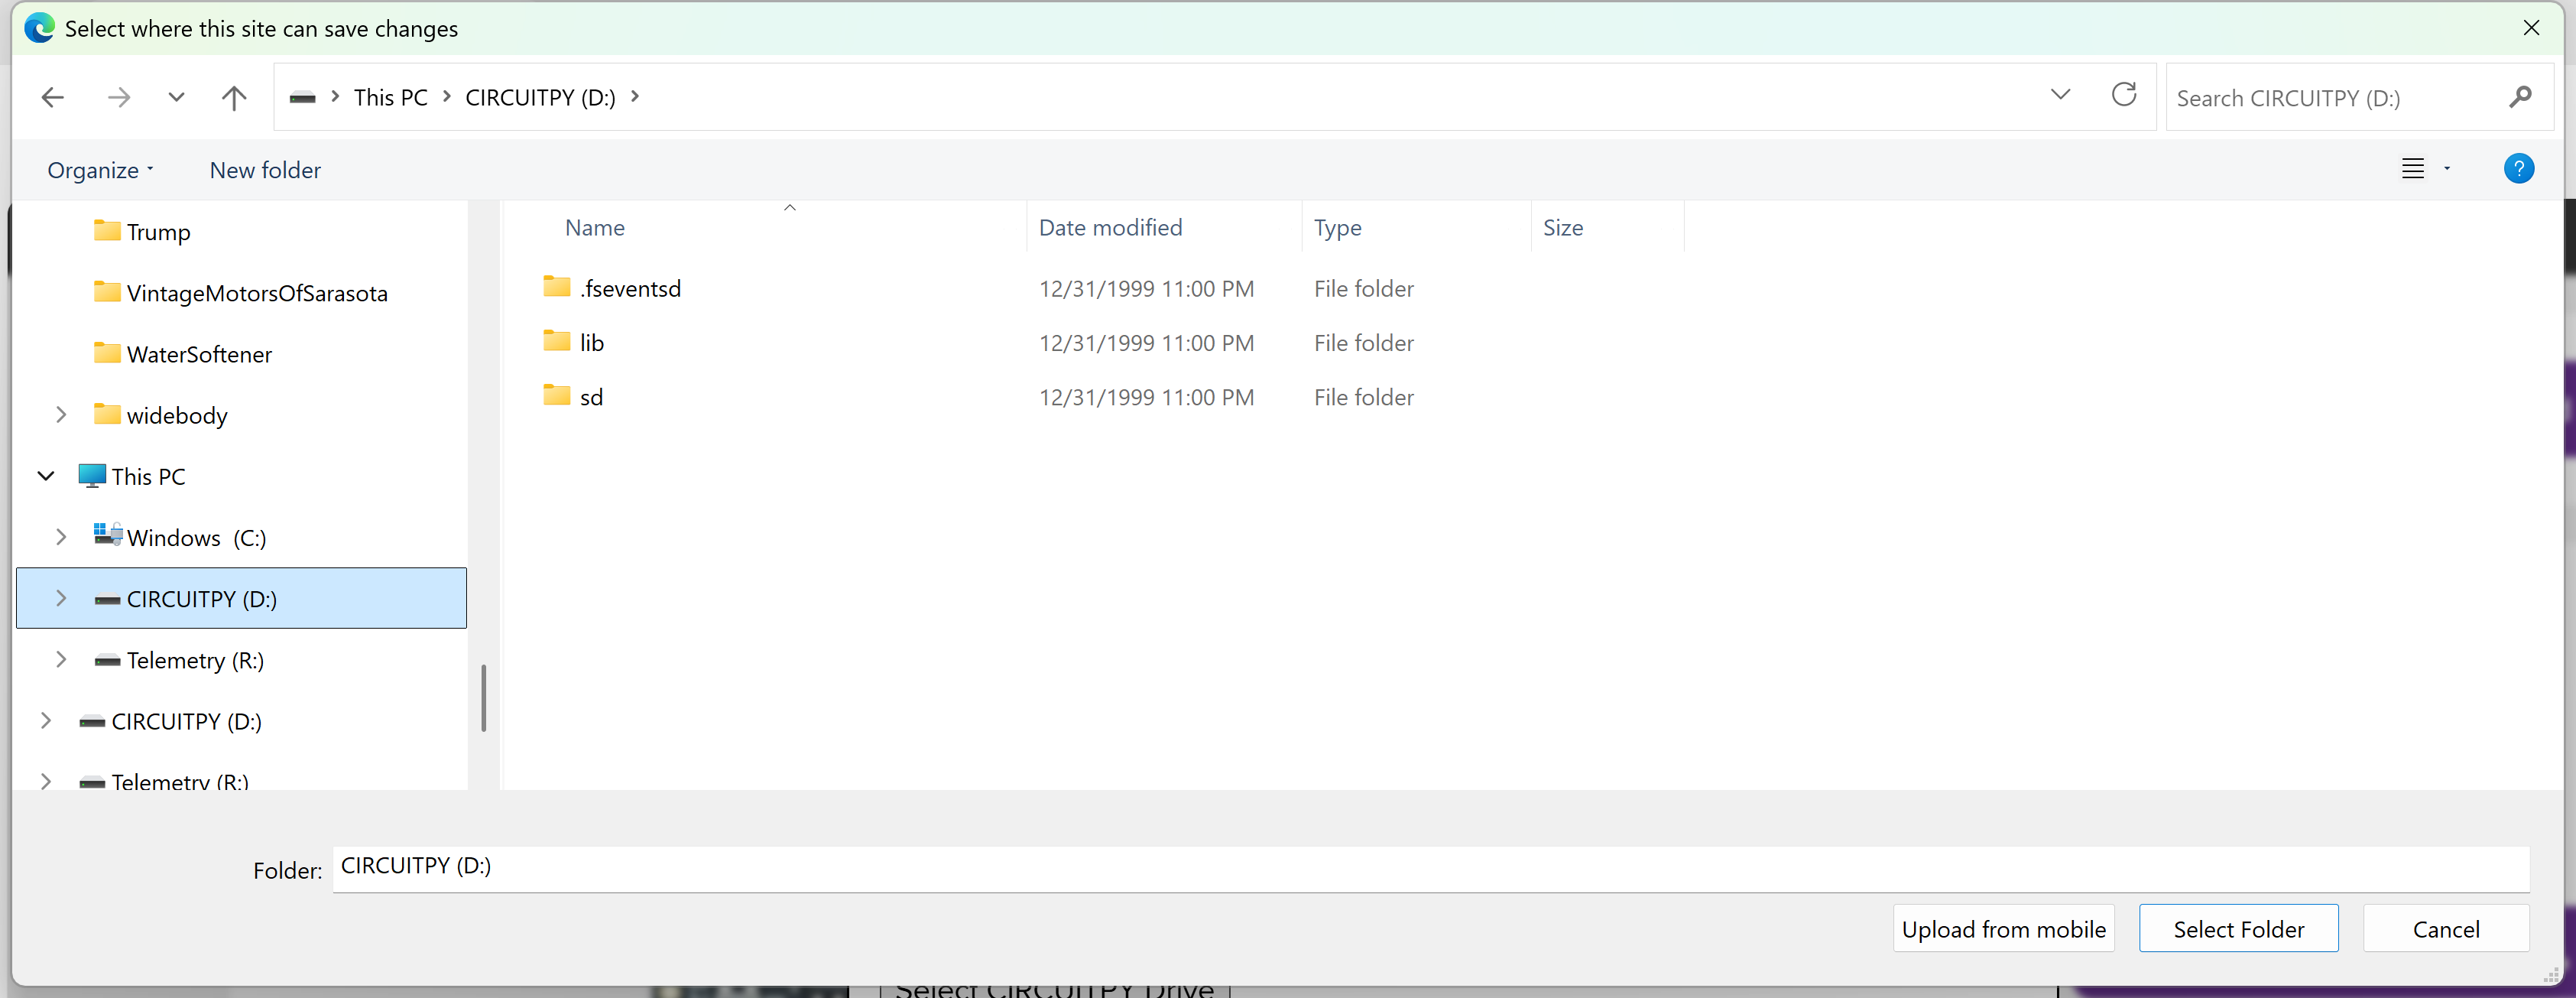 Select where this site can save changes
This PC > CIRCUITPY (D:) >
Search CIRCUITPY (D:)
Organize
New folder
?
Trump
VintageMotorsOfSarasota
WaterSoftener
widebody
This PC
Windows (C:)
CIRCUITPY (D:)
Telemetry (R:)
CIRCUITPY (D:)
Telemetry (R:)
Name Date modified Type Size
.fseventsd 12/31/1999 11:00 PM File folder
lib 12/31/1999 11:00 PM File folder
sd 12/31/1999 11:00 PM File folder
Folder: CIRCUITPY (D:)
Upload from mobile
Select Folder
Cancel
Select CIRCUITPY Drive